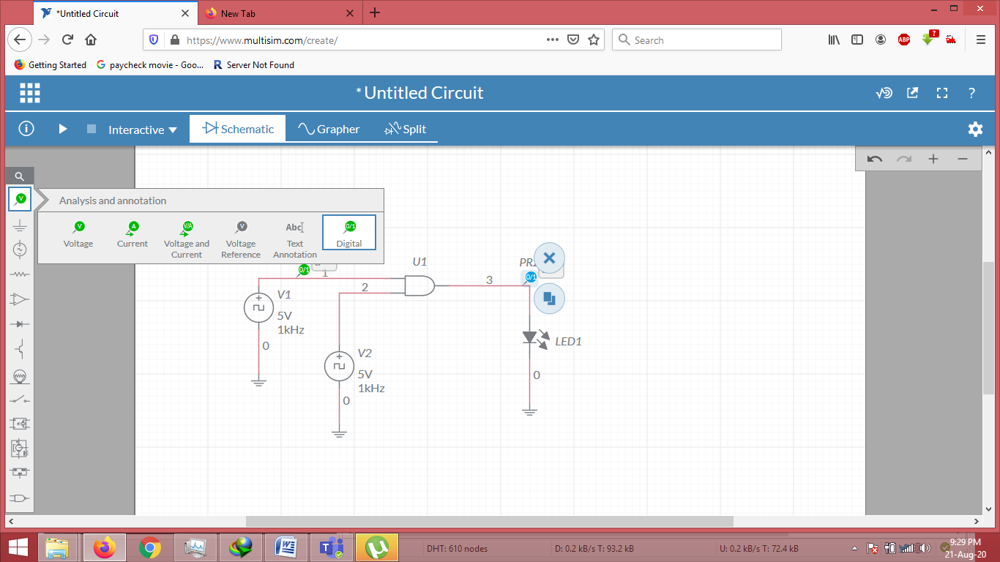 *Untitled Circuit
New Tab
https://www.multisim.com/create/
Search
ABP
?
Getting Started
paycheck movie - Goo...
Server Not Found
* Untitled Circuit
?
Interactive
Schematic
Grapher
Split
Analysis and annotation
V
V
A
V/A
V
Abc
0/1
Voltage
Current
Voltage and Current
Voltage Reference
Text Annotation
Digital
0/1
1
U1
0/1
2
3
V1
5V
1kHz
0
V2
5V
1kHz
0
LED1
0
DHT: 610 nodes
D: 0.2 kB/s T: 93.2 kB
U: 0.2 kB/s T: 72.4 kB
9:29 PM
21-Aug-20